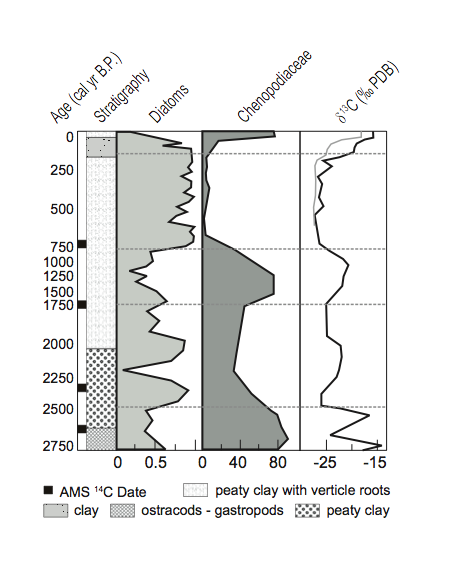 Age (cal yr B.P.)
Stratigraphy
Diatoms
Chenopodiaceae
δ¹³C (‰ PDB)
0
250
500
750
1000
1250
1500
1750
2000
2250
2500
2750
0 0.5 0 40 80 -25 -15
AMS ¹⁴C Date peaty clay with verticle roots
clay ostracods - gastropods peaty clay